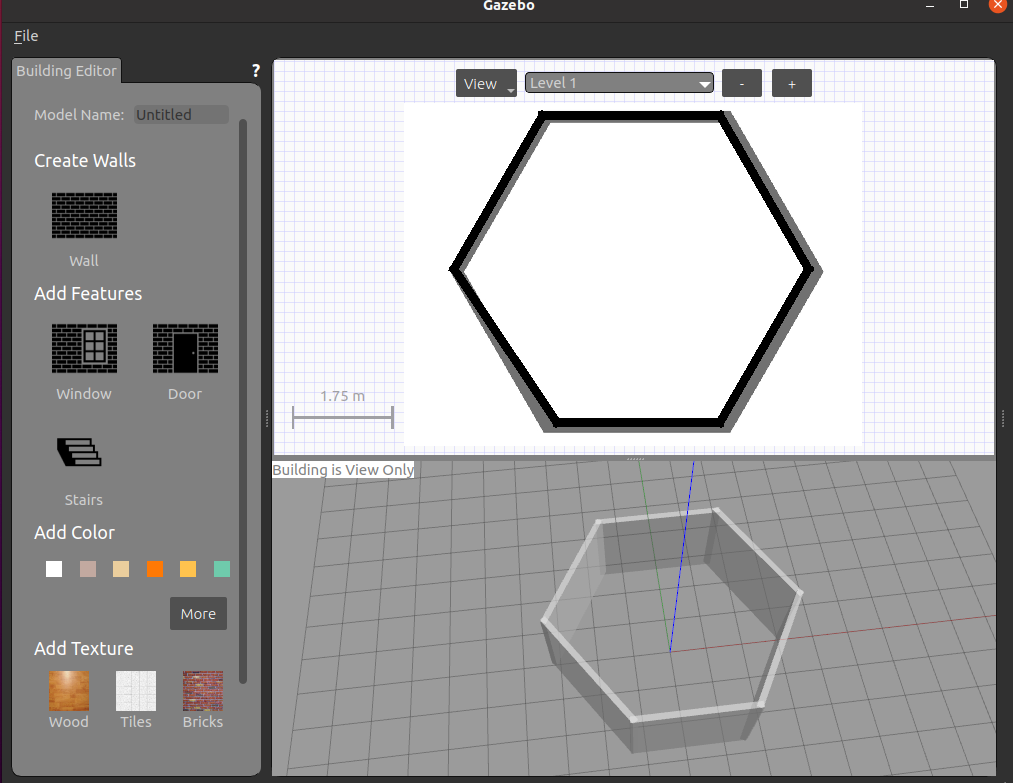 Gazebo
File
Building Editor
?
Model Name: Untitled
Create Walls
Wall
Add Features
Window Door
Stairs
Add Color
More
Add Texture
Wood Tiles Bricks
View Level 1 - +
1.75 m
Building is View Only